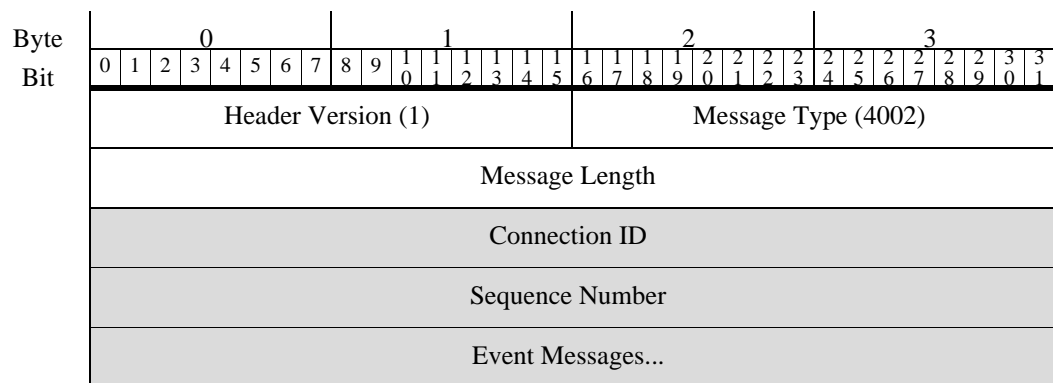 Byte 0 1 2 3
Bit 0 1 2 3 4 5 6 7 8 9 10 11 12 13 14 15 16 17 18 19 20 21 22 23 24 25 26 27 28 29 30 31
Header Version (1) Message Type (4002)
Message Length
Connection ID
Sequence Number
Event Messages...